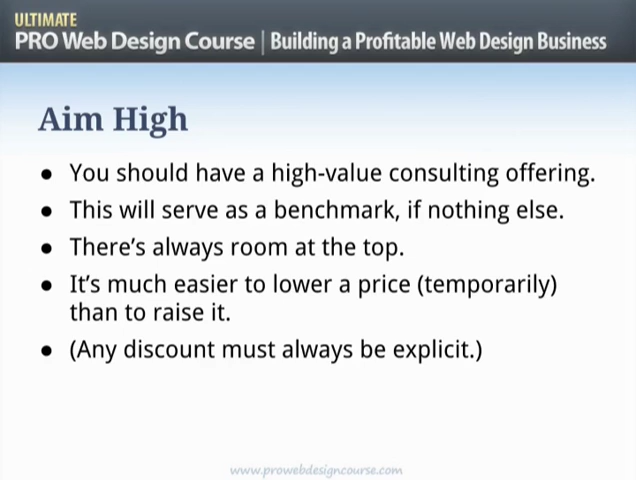 ULTIMATE
PRO Web Design Course | Building a Profitable Web Design Business
Aim High
● You should have a high-value consulting offering.
● This will serve as a benchmark, if nothing else.
● There's always room at the top.
● It's much easier to lower a price (temporarily)
than to raise it.
● (Any discount must always be explicit.)
www.prowebdesigncourse.com